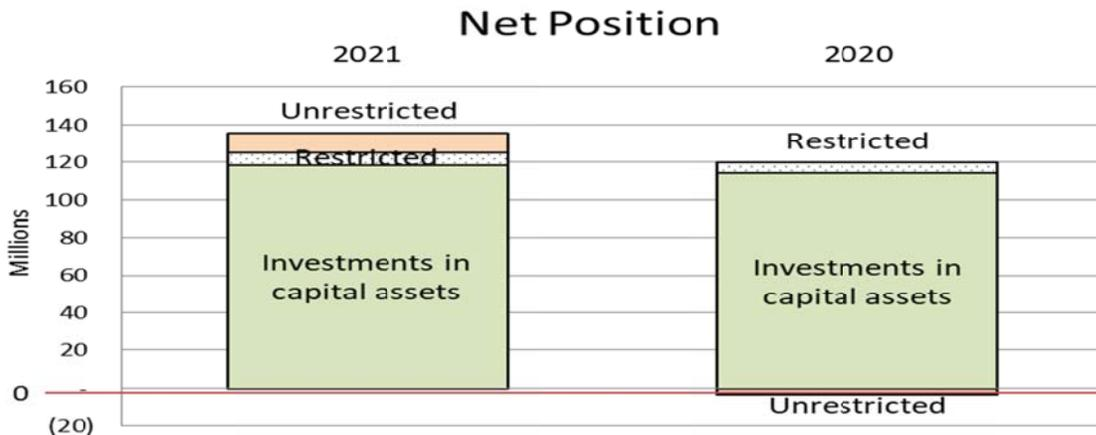 Net Position
2021
2020
160
140
120
100
80
60
40
20
-
0
(20)
Millions
Unrestricted
Restricted
Investments in
capital assets
Restricted
Investments in
capital assets
Unrestricted